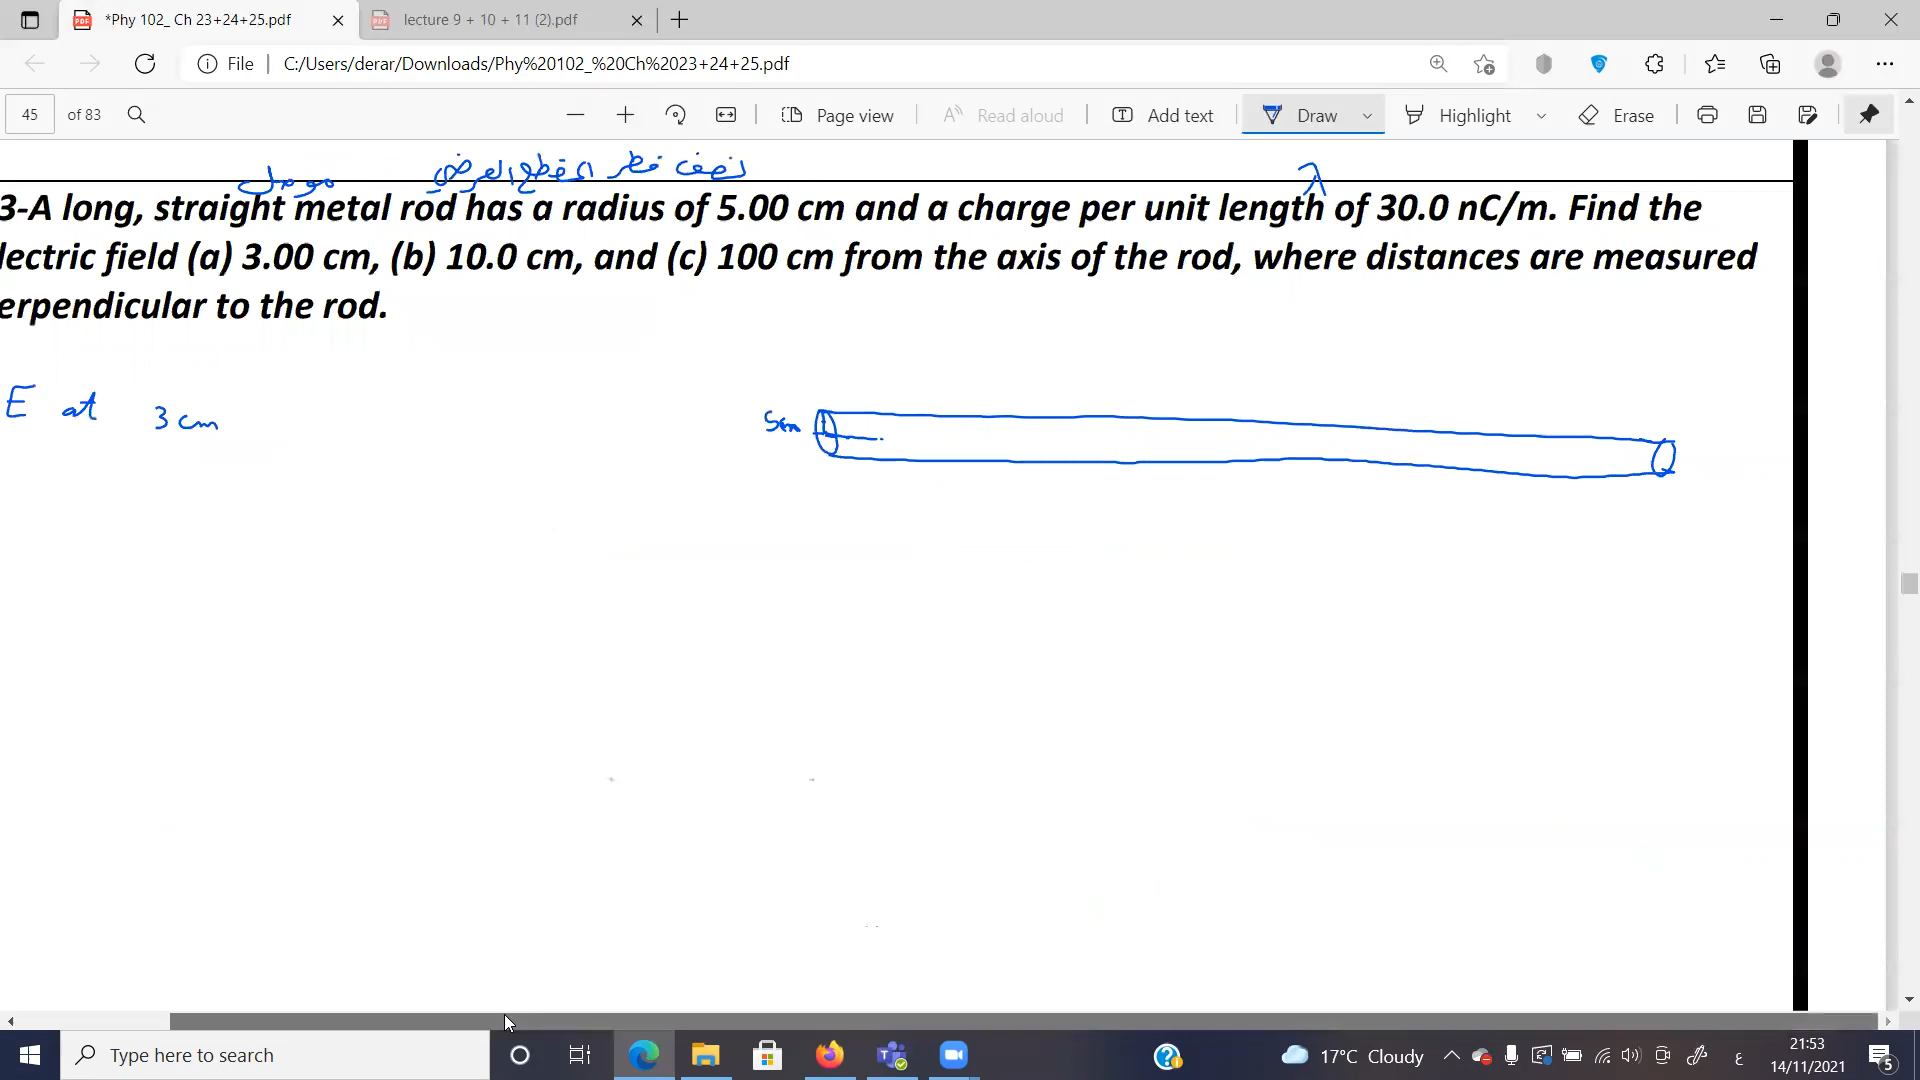 *Phy 102_ Ch 23+24+25.pdf
lecture 9 + 10 + 11 (2).pdf
File
C:/Users/derar/Downloads/Phy%20102_%20Ch%2023+24+25.pdf
45 of 83
Page view
Read aloud
Add text
Draw
Highlight
Erase
موصل نصف قطر المقطع العرضي λ
3-A long, straight metal rod has a radius of 5.00 cm and a charge per unit length of 30.0 nC/m. Find the
lectric field (a) 3.00 cm, (b) 10.0 cm, and (c) 100 cm from the axis of the rod, where distances are measured
erpendicular to the rod.
E at 3 cm
5cm
Type here to search
17°C Cloudy
ع
21:53
14/11/2021
5